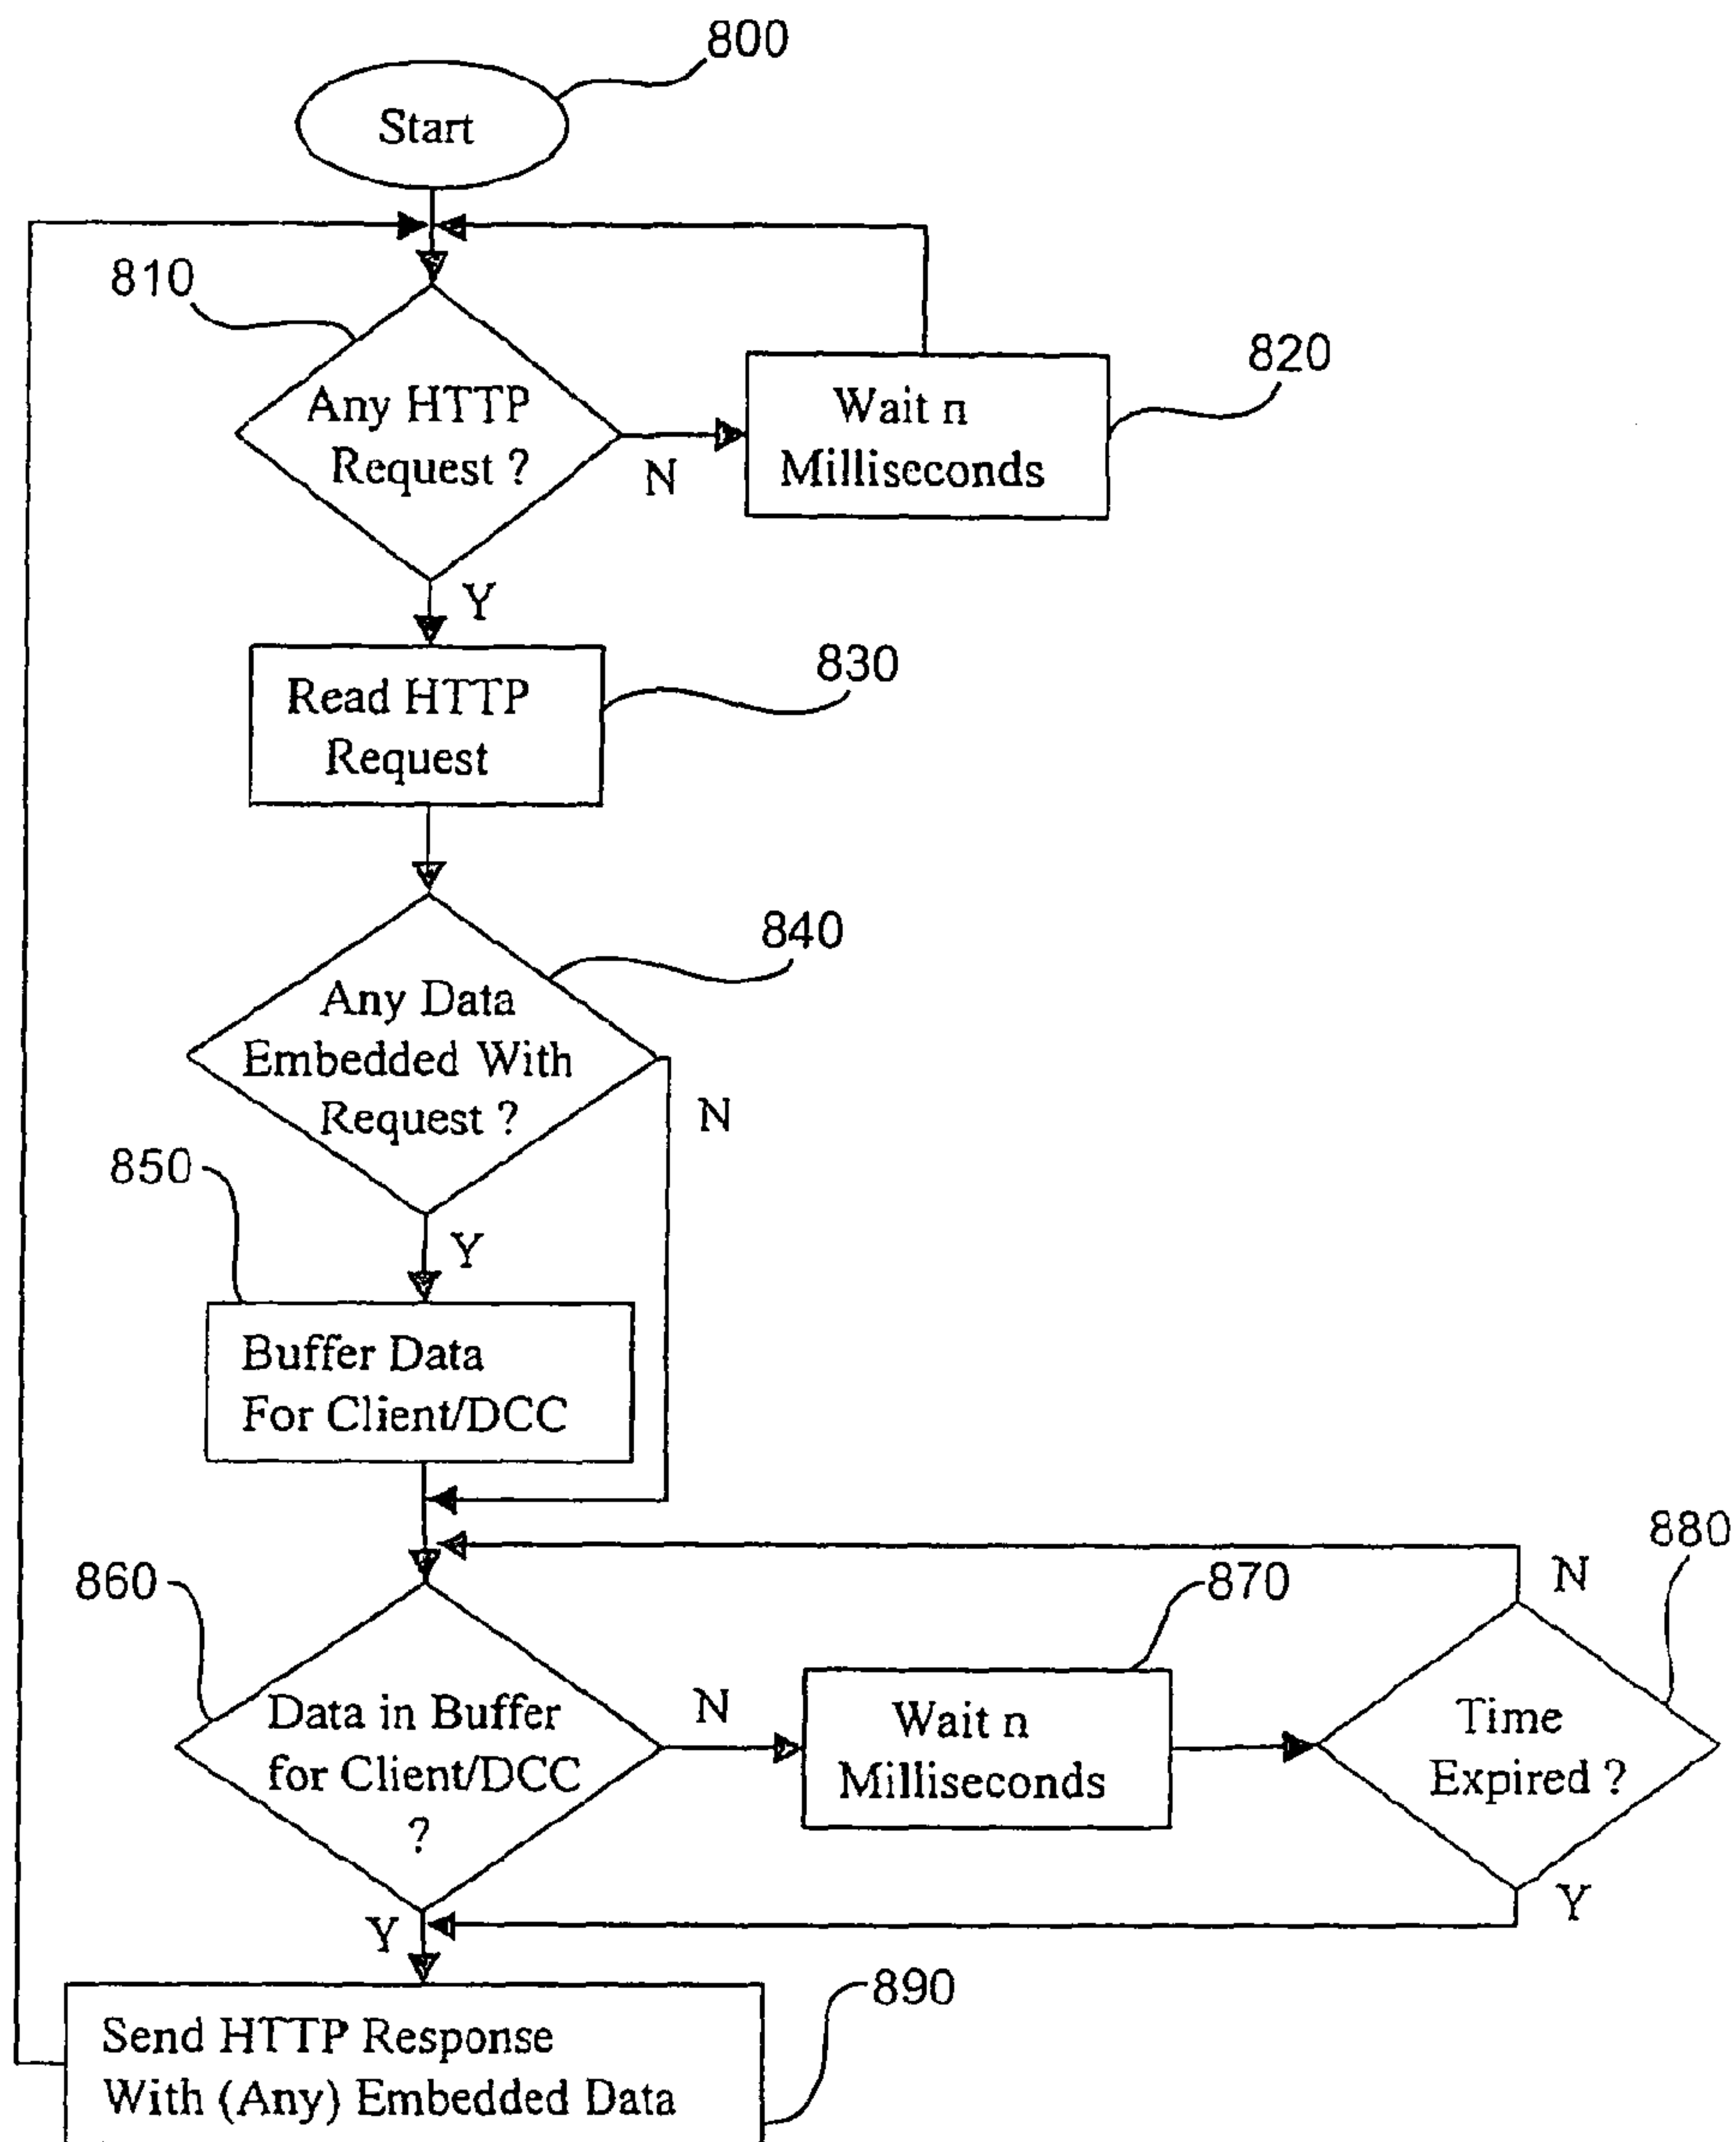 800
Start
810
Any HTTP
Request ?
N
Wait n
Milliseconds
820
Y
Read HTTP
Request
830
840
Any Data
Embedded With
Request ?
N
850
Y
Buffer Data
For Client/DCC
860
Data in Buffer
for Client/DCC
?
N
870
Wait n
Milliseconds
880
N
Time
Expired ?
Y
Y
890
Send HTTP Response
With (Any) Embedded Data